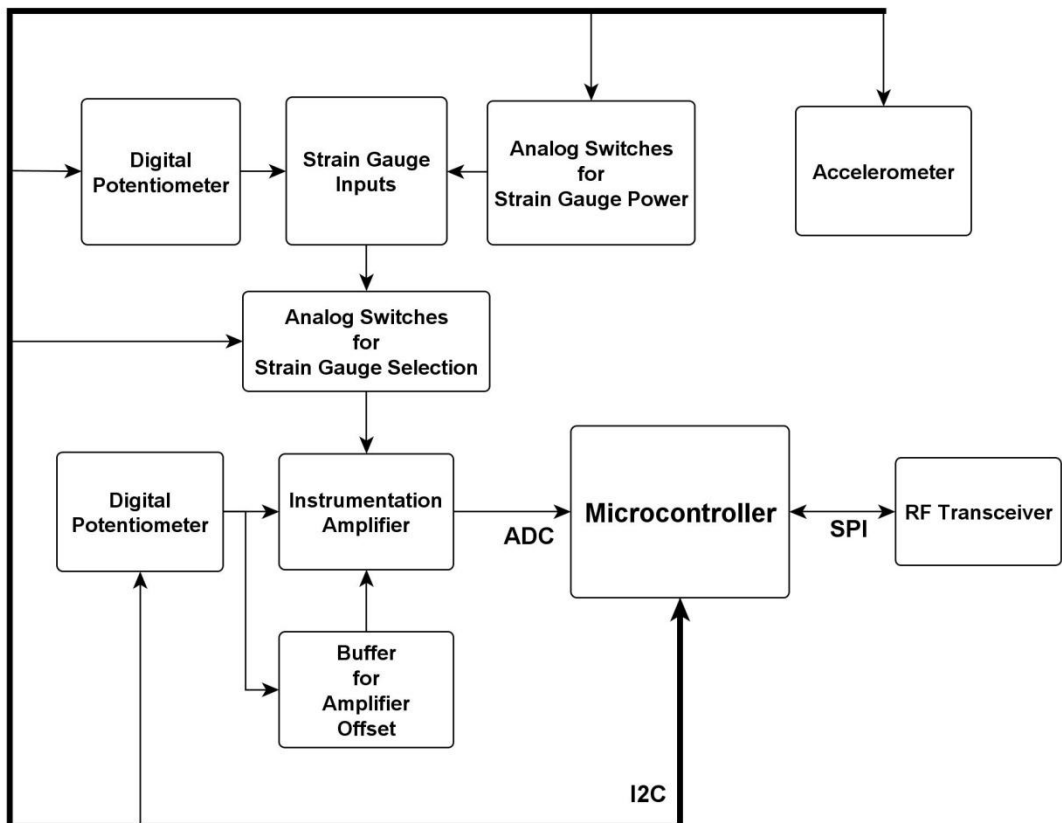 Digital
Potentiometer
Strain Gauge
Inputs
Analog Switches
for
Strain Gauge Power
Accelerometer
Analog Switches
for
Strain Gauge Selection
Digital
Potentiometer
Instrumentation
Amplifier
ADC
Microcontroller
SPI
RF Transceiver
Buffer
for
Amplifier
Offset
I2C